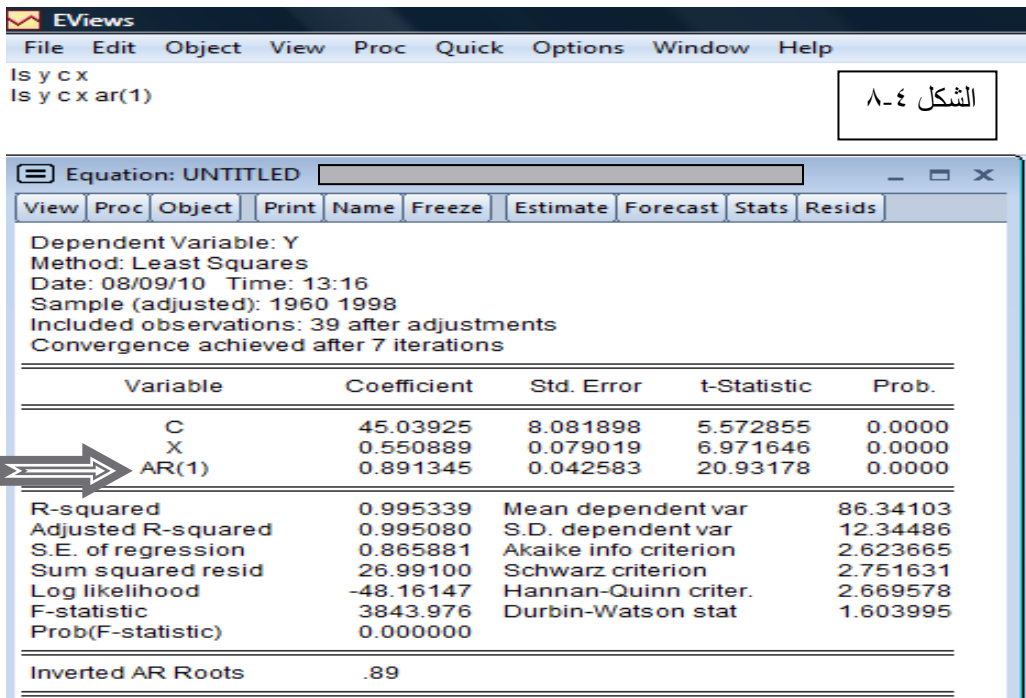 EViews
File Edit Object View Proc Quick Options Window Help
ls y c x
ls y c x ar(1)
الشكل ٤-٨
Equation: UNTITLED
View Proc Object Print Name Freeze Estimate Forecast Stats Resids
Dependent Variable: Y
Method: Least Squares
Date: 08/09/10 Time: 13:16
Sample (adjusted): 1960 1998
Included observations: 39 after adjustments
Convergence achieved after 7 iterations
Variable Coefficient Std. Error t-Statistic Prob.
C 45.03925 8.081898 5.572855 0.0000
X 0.550889 0.079019 6.971646 0.0000
AR(1) 0.891345 0.042583 20.93178 0.0000
R-squared 0.995339 Mean dependent var 86.34103
Adjusted R-squared 0.995080 S.D. dependent var 12.34486
S.E. of regression 0.865881 Akaike info criterion 2.623665
Sum squared resid 26.99100 Schwarz criterion 2.751631
Log likelihood -48.16147 Hannan-Quinn criter. 2.669578
F-statistic 3843.976 Durbin-Watson stat 1.603995
Prob(F-statistic) 0.000000
Inverted AR Roots .89